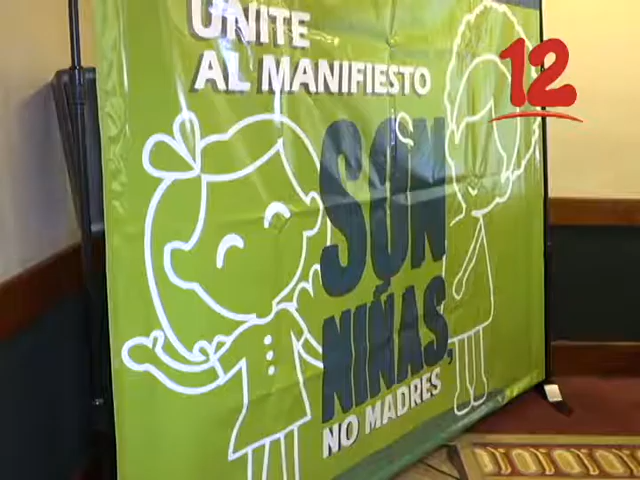 UNITE
AL MANIFIESTO
SON
NIÑAS,
NO MADRES
12